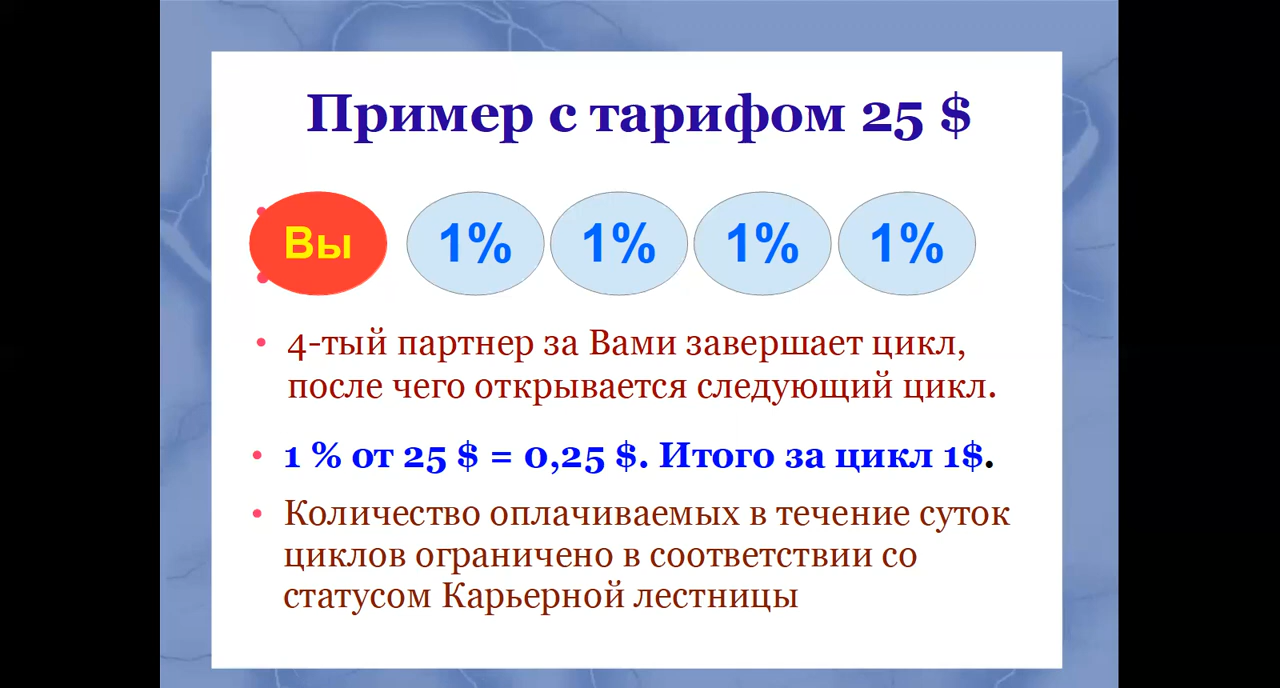 Пример с тарифом 25 $
Вы 1% 1% 1% 1%
• 4-тый партнер за Вами завершает цикл,
после чего открывается следующий цикл.
• 1 % от 25 $ = 0,25 $. Итого за цикл 1$.
• Количество оплачиваемых в течение суток
циклов ограничено в соответствии со
статусом Карьерной лестницы